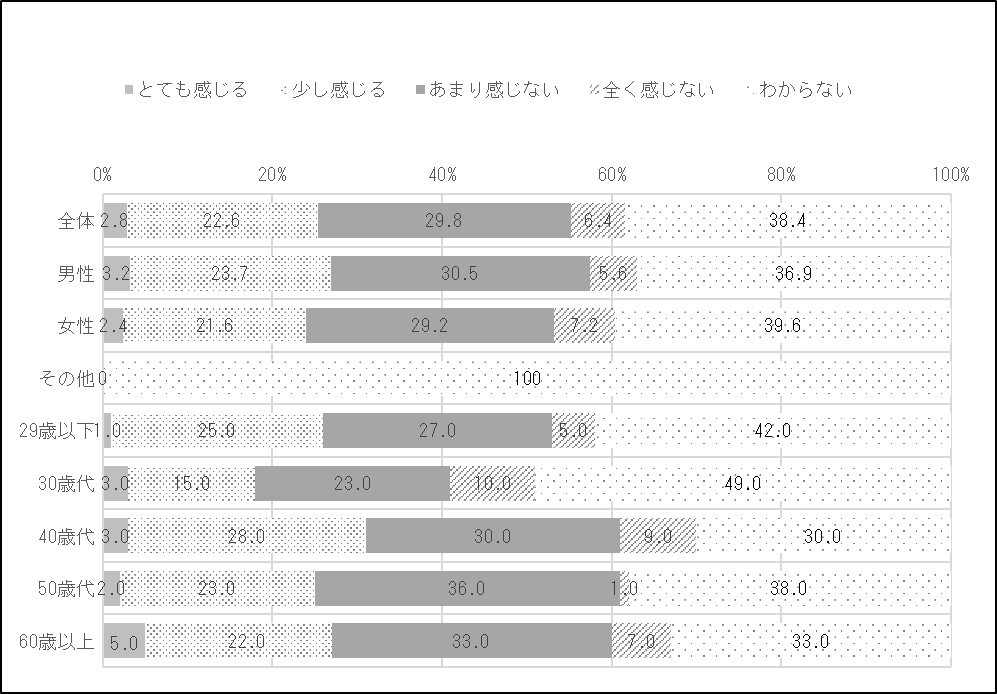 とても感じる 少し感じる あまり感じない 全く感じない わからない
0% 20% 40% 60% 80% 100%
全体 2.8 22.6 29.8 6.4 38.4
男性 3.2 23.7 30.5 5.6 36.9
女性 2.4 21.6 29.2 7.2 39.6
その他 0 100
29歳以下 1.0 25.0 27.0 5.0 42.0
30歳代 3.0 15.0 23.0 10.0 49.0
40歳代 3.0 28.0 30.0 9.0 30.0
50歳代 2.0 23.0 36.0 1.0 38.0
60歳以上 5.0 22.0 33.0 7.0 33.0